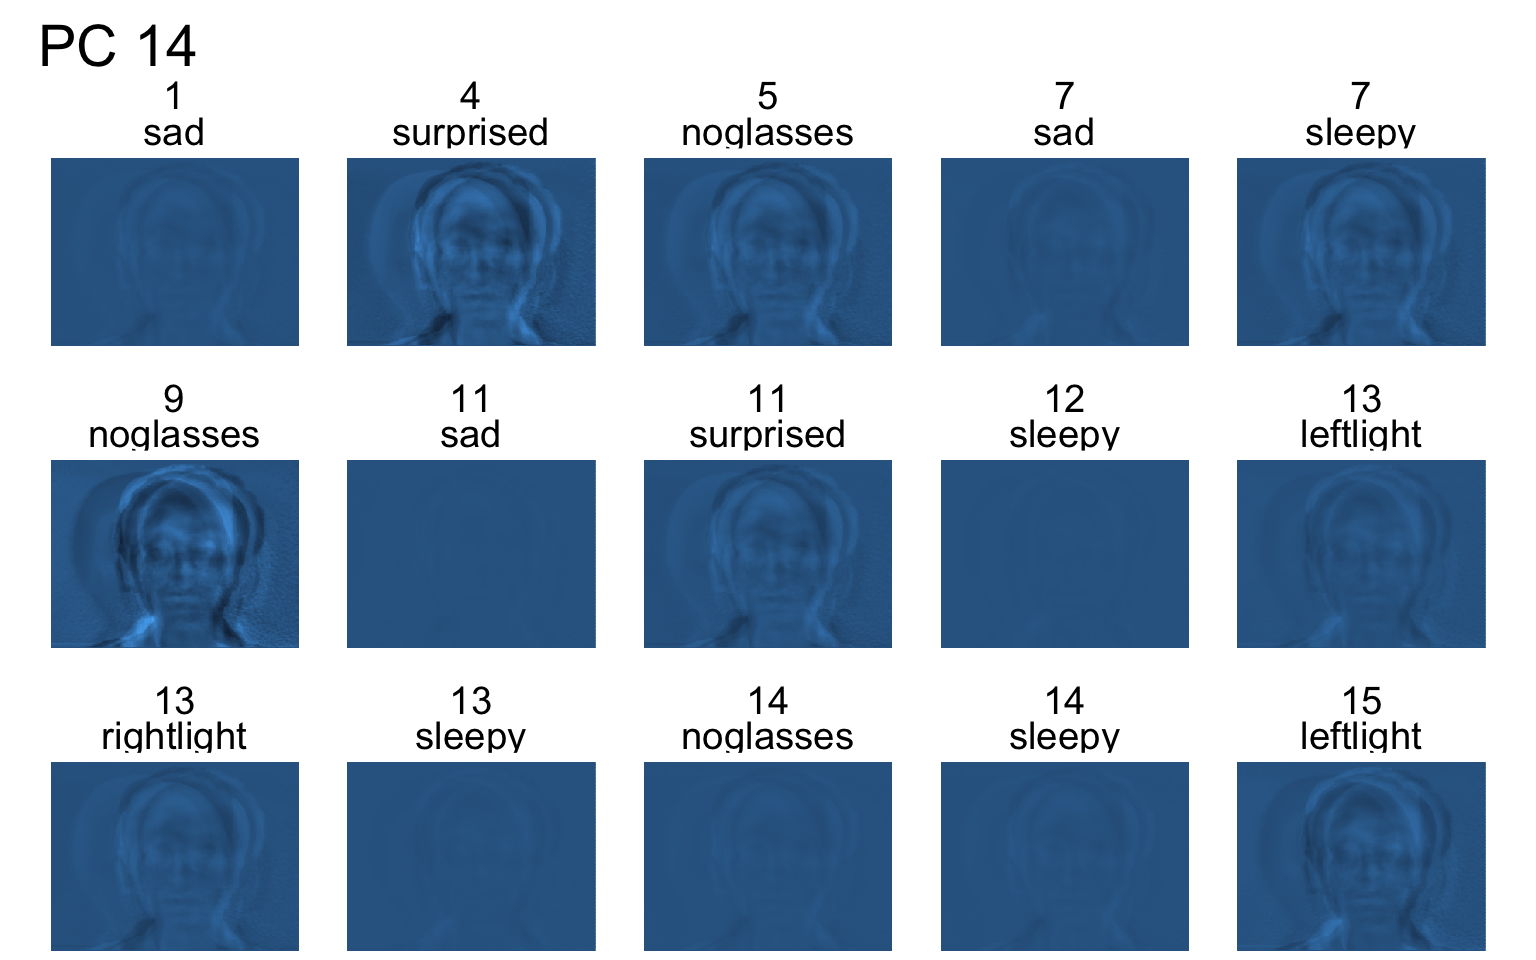 PC 14
1
sad
4
surprised
5
noglasses
7
sad
7
sleepy
9
noglasses
11
sad
11
surprised
12
sleepy
13
leftlight
13
rightlight
13
sleepy
14
noglasses
14
sleepy
15
leftlight